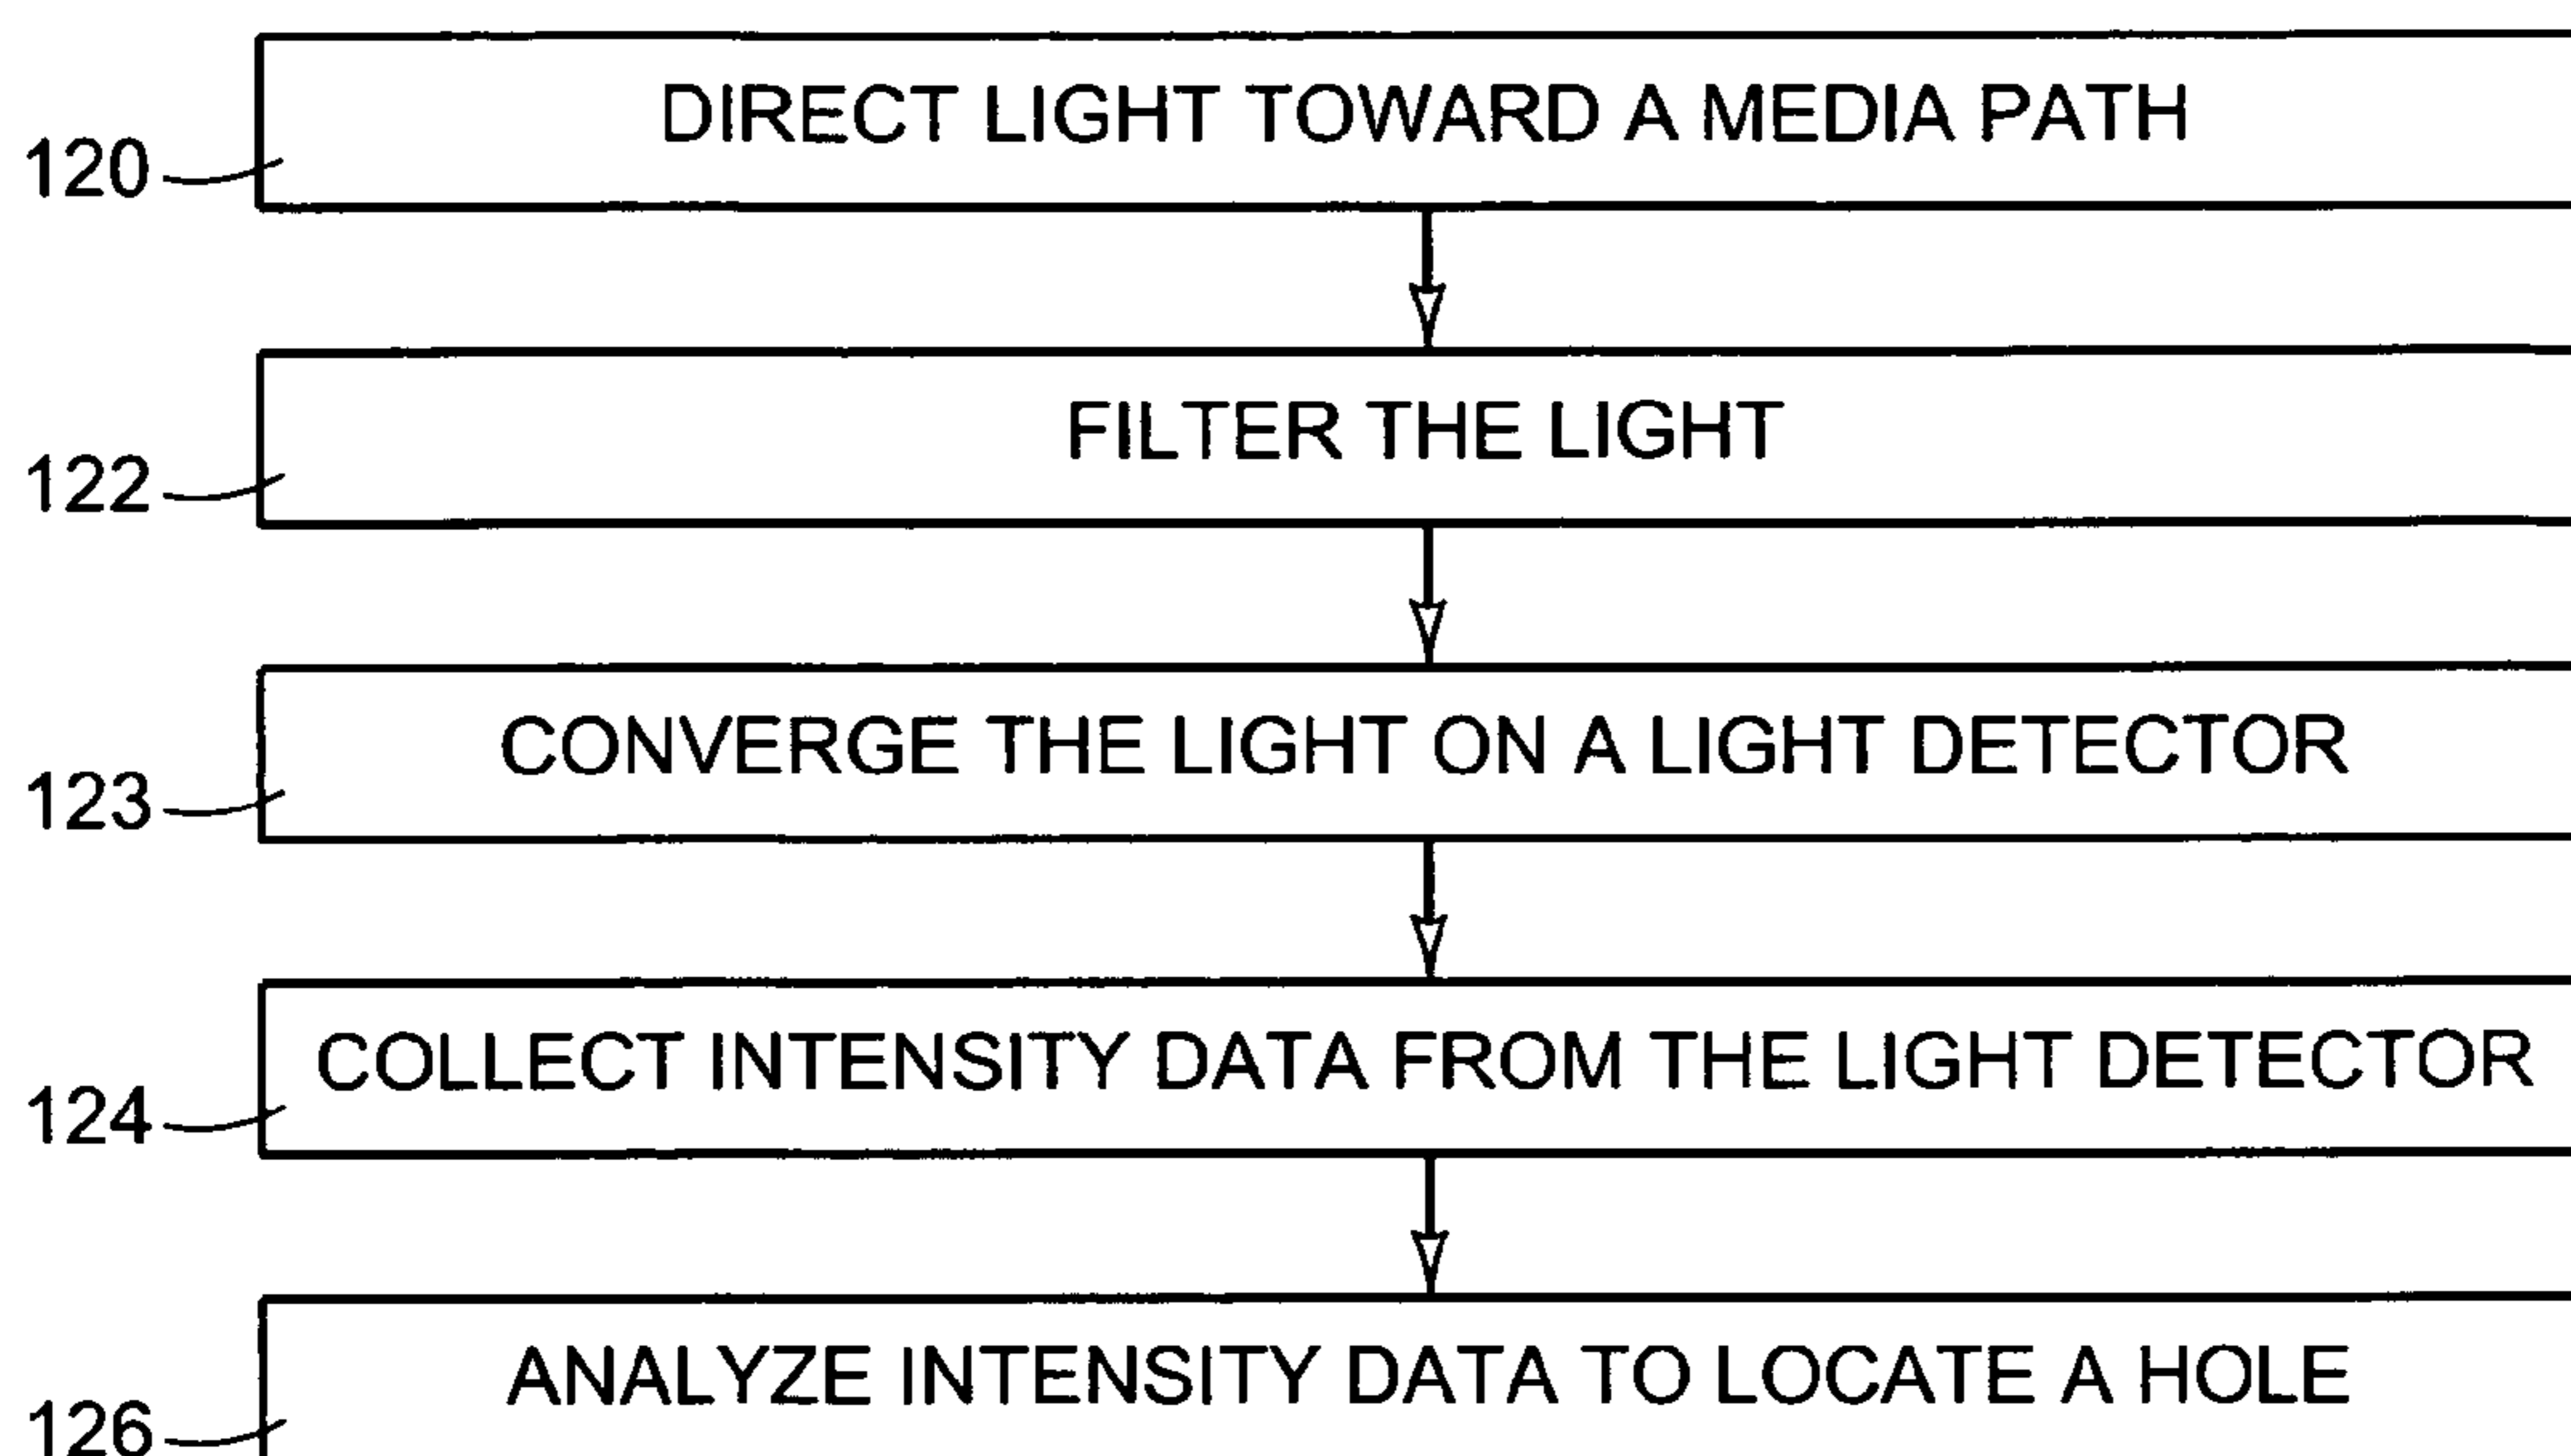 DIRECT LIGHT TOWARD A MEDIA PATH
120
FILTER THE LIGHT
122
CONVERGE THE LIGHT ON A LIGHT DETECTOR
123
COLLECT INTENSITY DATA FROM THE LIGHT DETECTOR
124
ANALYZE INTENSITY DATA TO LOCATE A HOLE
126